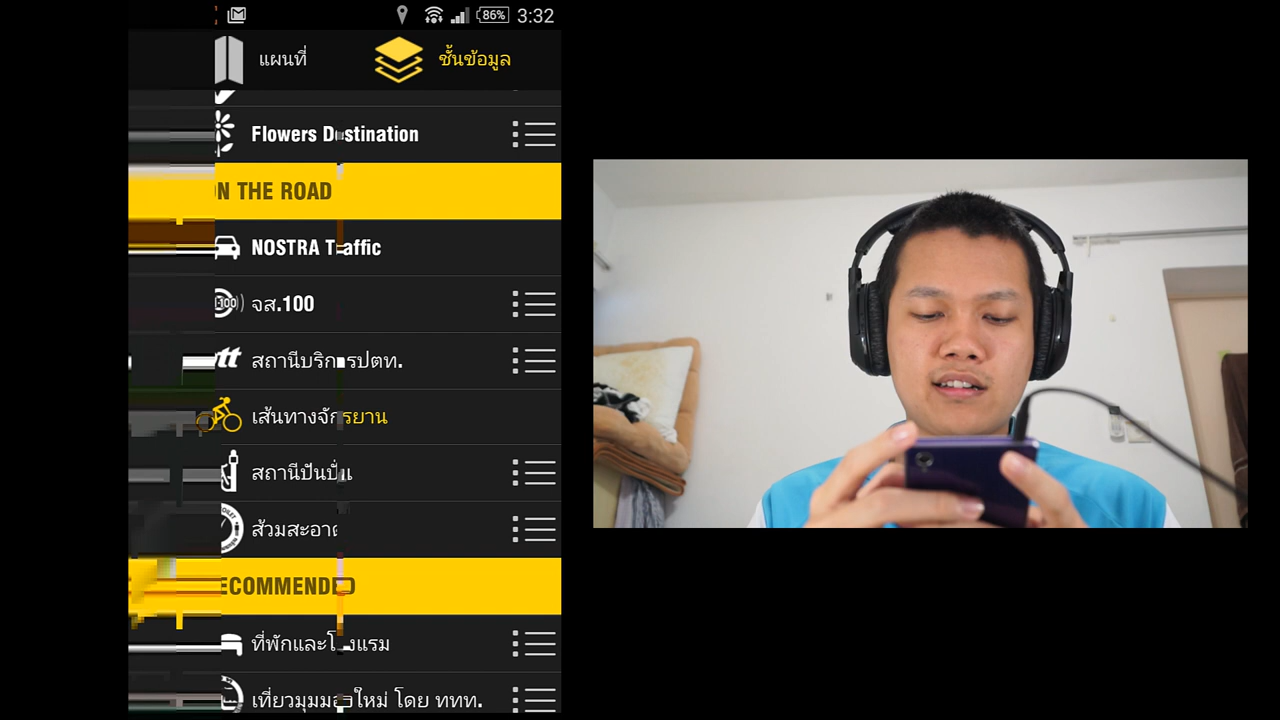 86% 3:32
แผนที่ ชั้นข้อมูล
Flowers Destination
ON THE ROAD
NOSTRA Traffic
100 จส.100
สถานีบริการปตท.
เส้นทางจักรยาน
สถานีปันปั่น
ส้วมสะอาด
RECOMMENDED
ที่พักและโรงแรม
เที่ยวมุมมองใหม่ โดย ททท.